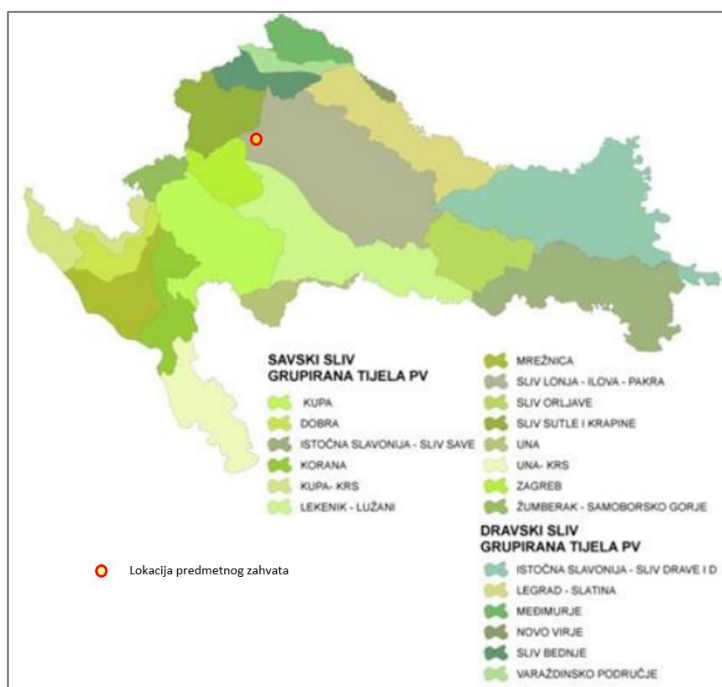 SAVSKI SLIV
GRUPIRANA TIJELA PV
KUPA
DOBRA
ISTOČNA SLAVONIJA - SLIV SAVE
KORANA
KUPA- KRS
LEKENIK - LUŽANI
MREŽNICA
SLIV LONJA - ILOVA - PAKRA
SLIV ORLJAVE
SLIV SUTLE I KRAPINE
UNA
UNA- KRS
ZAGREB
ŽUMBERAK - SAMOBORSKO GORJE
DRAVSKI SLIV
GRUPIRANA TIJELA PV
ISTOČNA SLAVONIJA - SLIV DRAVE I D
LEGRAD - SLATINA
MEĐIMURJE
NOVO VIRJE
SLIV BEDNJE
VARAŽDINSKO PODRUČJE
Lokacija predmetnog zahvata